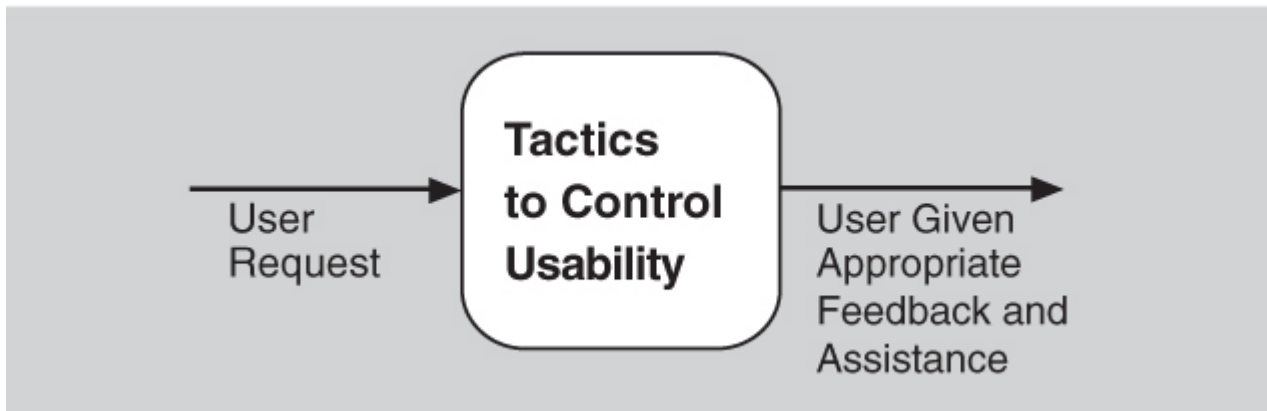 User
Request
Tactics
to Control
Usability
User Given
Appropriate
Feedback and
Assistance